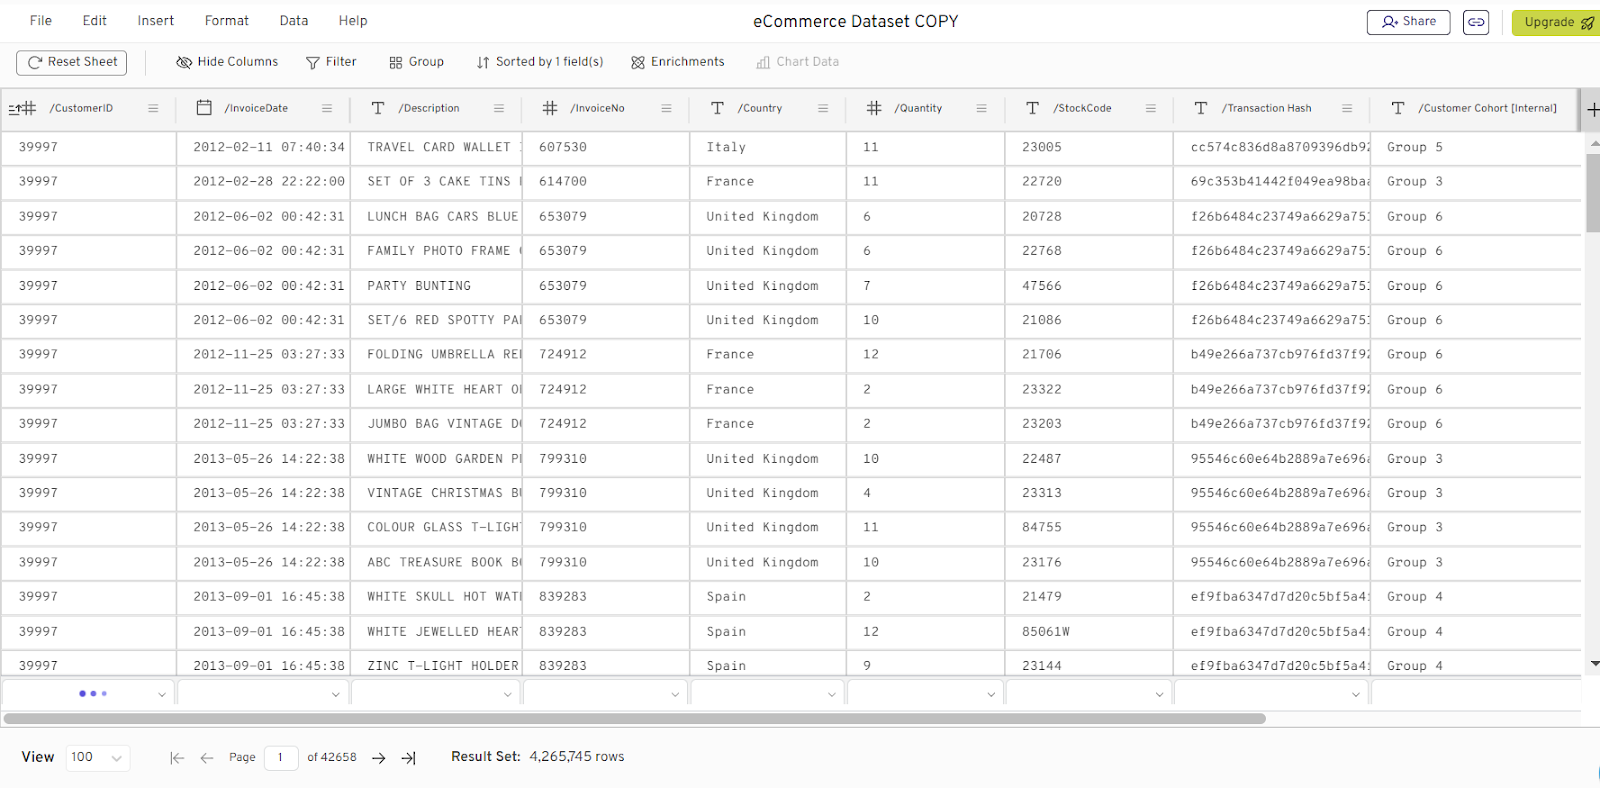 File Edit Insert Format Data Help eCommerce Dataset COPY Share Upgrade
Reset Sheet Hide Columns Filter Group Sorted by 1 field(s) Enrichments Chart Data
/CustomerID /InvoiceDate /Description /InvoiceNo /Country /Quantity /StockCode /Transaction Hash /Customer Cohort [Internal]
39997 2012-02-11 07:40:34 TRAVEL CARD WALLET 607530 Italy 11 23005 cc574c836d8a8709396db92 Group 5
39997 2012-02-28 22:22:00 SET OF 3 CAKE TINS 614700 France 11 22720 69c353b41442f049ea98baa Group 3
39997 2012-06-02 00:42:31 LUNCH BAG CARS BLUE 653079 United Kingdom 6 20728 f26b6484c23749a6629a751 Group 6
39997 2012-06-02 00:42:31 FAMILY PHOTO FRAME 653079 United Kingdom 6 22768 f26b6484c23749a6629a751 Group 6
39997 2012-06-02 00:42:31 PARTY BUNTING 653079 United Kingdom 7 47566 f26b6484c23749a6629a751 Group 6
39997 2012-06-02 00:42:31 SET/6 RED SPOTTY PA 653079 United Kingdom 10 21086 f26b6484c23749a6629a751 Group 6
39997 2012-11-25 03:27:33 FOLDING UMBRELLA RE 724912 France 12 21706 b49e266a737cb976fd37f92 Group 6
39997 2012-11-25 03:27:33 LARGE WHITE HEART O 724912 France 2 23322 b49e266a737cb976fd37f92 Group 6
39997 2012-11-25 03:27:33 JUMBO BAG VINTAGE D 724912 France 2 23203 b49e266a737cb976fd37f92 Group 6
39997 2013-05-26 14:22:38 WHITE WOOD GARDEN P 799310 United Kingdom 10 22487 95546c60e64b2889a7e696a Group 3
39997 2013-05-26 14:22:38 VINTAGE CHRISTMAS B 799310 United Kingdom 4 23313 95546c60e64b2889a7e696a Group 3
39997 2013-05-26 14:22:38 COLOUR GLASS T-LIGH 799310 United Kingdom 11 84755 95546c60e64b2889a7e696a Group 3
39997 2013-05-26 14:22:38 ABC TREASURE BOOK B 799310 United Kingdom 10 23176 95546c60e64b2889a7e696a Group 3
39997 2013-09-01 16:45:38 WHITE SKULL HOT WAT 839283 Spain 2 21479 ef9fba6347d7d20c5bf5a4 Group 4
39997 2013-09-01 16:45:38 WHITE JEWELLED HEAR 839283 Spain 12 85061W ef9fba6347d7d20c5bf5a4 Group 4
39997 2013-09-01 16:45:38 ZINC T-LIGHT HOLDER 839283 Spain 9 23144 ef9fba6347d7d20c5bf5a4 Group 4
View 100 Page 1 of 42658 Result Set: 4,265,745 rows